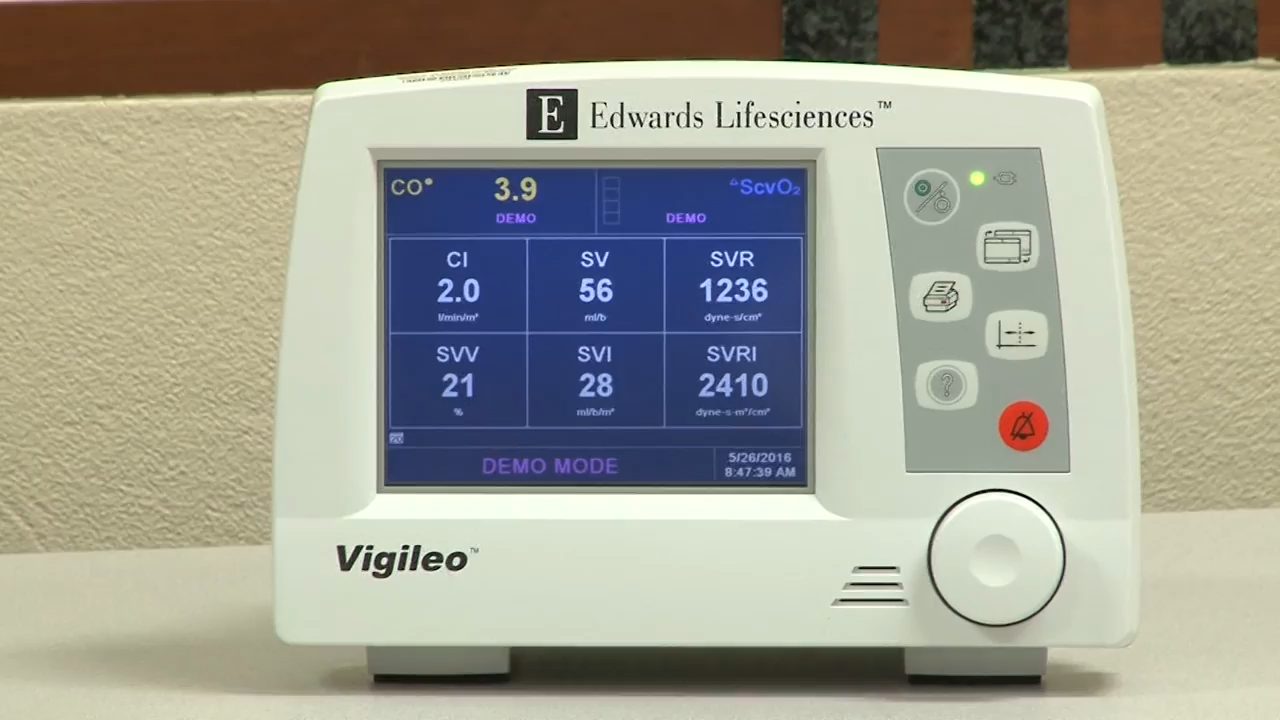 E Edwards Lifesciences™
CO• 3.9 ΔScvO₂
DEMO DEMO
CI SV SVR
2.0 56 1236
l/min/m² ml/b dyne-s/cm⁵
SVV SVI SVRI
21 28 2410
% ml/b/m² dyne-s-m²/cm⁵
20
DEMO MODE 5/26/2016
8:47:39 AM
?
Vigileo™